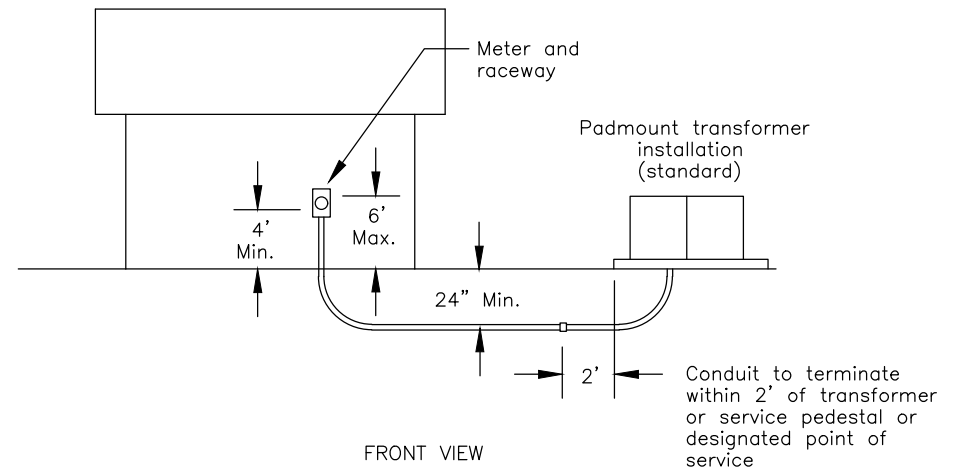 Meter and
raceway
Padmount transformer
installation
(standard)
4'
Min.
6'
Max.
24" Min.
2'
Conduit to terminate
within 2' of transformer
or service pedestal or
designated point of
service
FRONT VIEW